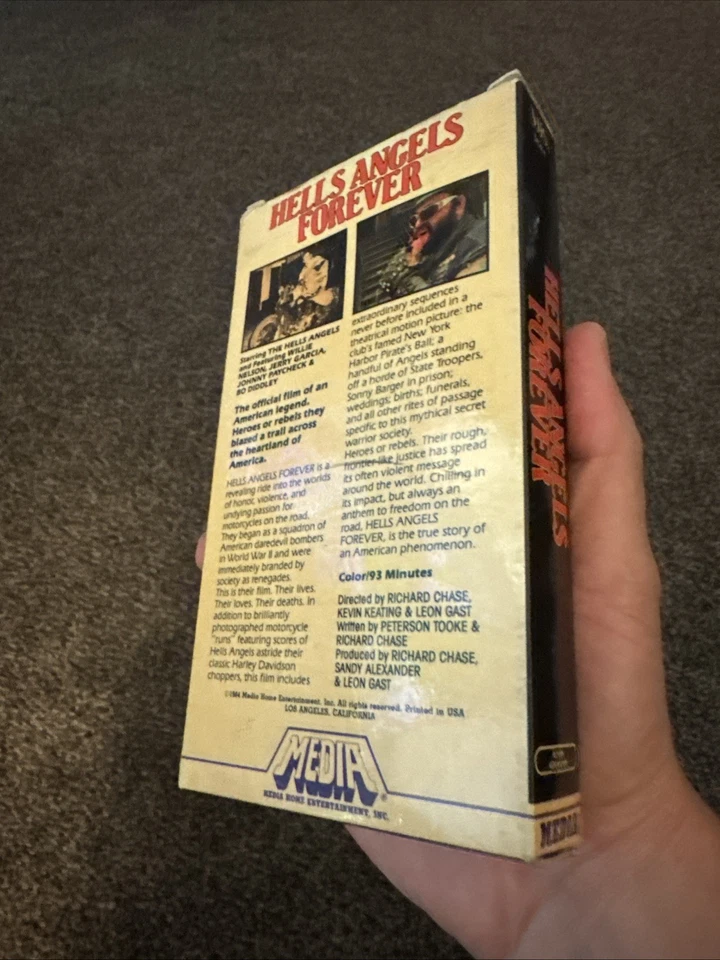 HELLS ANGELS
FOREVER
Starring THE HELLS ANGELS
and Featuring WILLIE
NELSON, JERRY GARCIA,
JOHNNY PAYCHECK &
BO DIDDLEY
The official film of an
American legend.
Heroes or rebels they
blazed a trail across
the heartland of
America.
HELLS ANGELS FOREVER is a
revealing ride into the worlds
of honor, violence, and
undying passion for
motorcycles on the road.
They began as a squadron of
American daredevil bombers
in World War II and were
immediately branded by
society as renegades.
This is their film. Their lives.
Their loves. Their deaths. In
addition to brilliantly
photographed motorcycle
"runs" featuring scores of
Hells Angels astride their
classic Harley Davidson
choppers, this film includes
extraordinary sequences
never before included in a
theatrical motion picture: the
club's famed New York
Harbor Pirate's Ball; a
handful of Angels standing
off a horde of State Troopers,
Sonny Barger in prison;
weddings, births, funerals,
and all other rites of passage
specific to this mythical secret
warrior society.
Heroes or rebels. Their rough,
frontier-like justice has spread
its often violent message
around the world. Chilling in
its impact, but always an
anthem to freedom on the
road, HELLS ANGELS
FOREVER, is the true story of
an American phenomenon.
Color/93 Minutes
Directed by RICHARD CHASE,
KEVIN KEATING & LEON GAST
Written by PETERSON TOOKE &
RICHARD CHASE
Produced by RICHARD CHASE,
SANDY ALEXANDER
& LEON GAST
©1984 Media Home Entertainment, Inc. All rights reserved. Printed in USA
LOS ANGELES, CALIFORNIA
MEDIA
®
MEDIA HOME ENTERTAINMENT, INC.
VHS
HELLS ANGELS
FOREVER
MEDIA